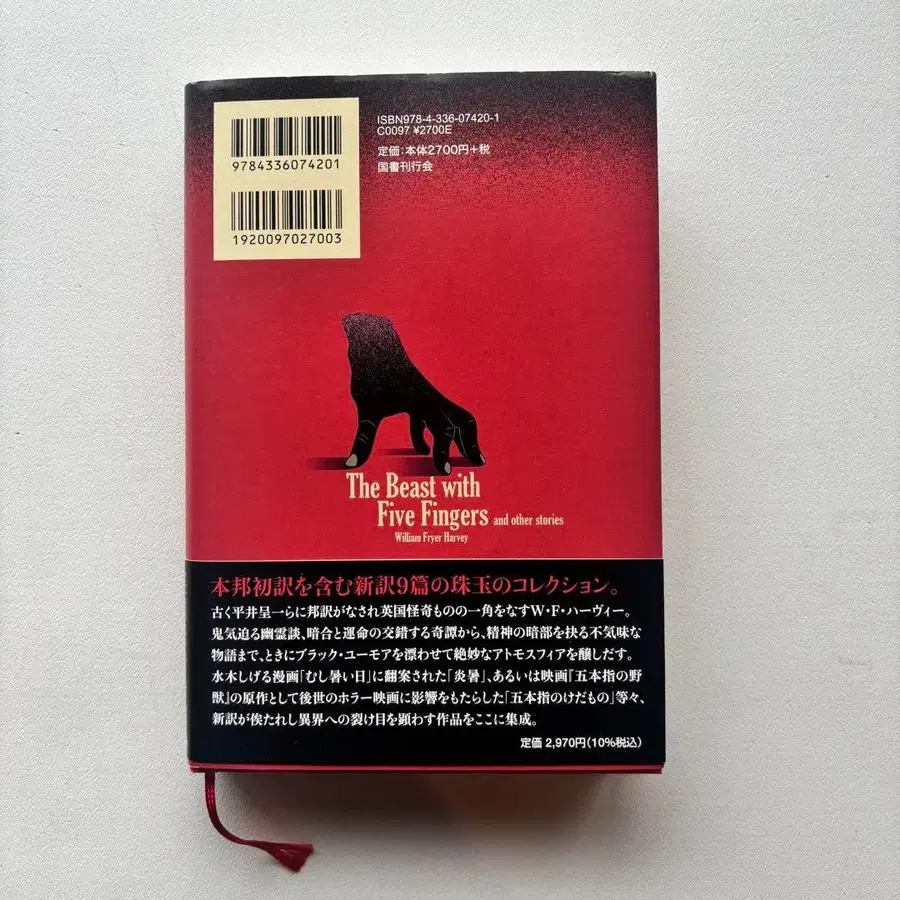 ISBN978-4-336-07420-1
C0097 ¥2700E
定価:本体2700円+税
国書刊行会
9784336074201
1920097027003
The Beast with
Five Fingers and other stories
William Fryer Harvey
本邦初訳を含む新訳9篇の珠玉のコレクション。
古く平井呈一らに邦訳がなされ英国怪奇ものの一角をなすW・F・ハーヴィー。
鬼気迫る幽霊談、暗合と運命の交錯する奇譚から、精神の暗部を抉る不気味な
物語まで、ときにブラック・ユーモアを漂わせて絶妙なアトモスフィアを醸しだす。
水木しげる漫画「むし暑い日」に翻案された「炎暑」、あるいは映画『五本指の野
獣』の原作として後世のホラー映画に影響をもたらした「五本指のけだもの」等々、
新訳が俟たれし異界への裂け目を顕わす作品をここに集成。
定価 2,970円(10%税込)